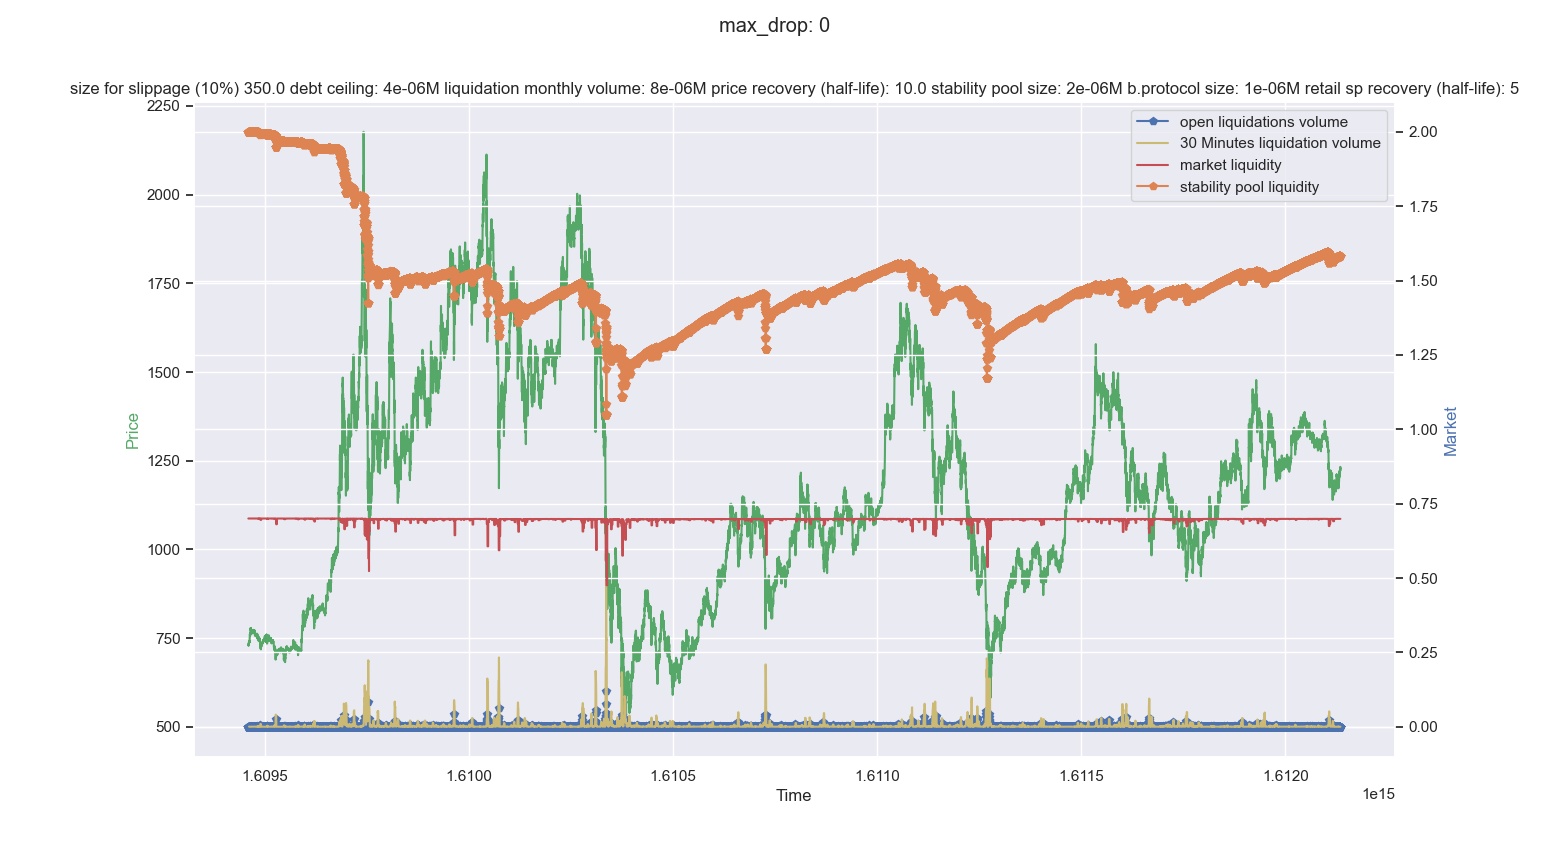 max_drop: 0
size for slippage (10%) 350.0 debt ceiling: 4e-06M liquidation monthly volume: 8e-06M price recovery (half-life): 10.0 stability pool size: 2e-06M b.protocol size: 1e-06M retail sp recovery (half-life): 5
open liquidations volume
30 Minutes liquidation volume
market liquidity
stability pool liquidity
2250
2000
1750
1500
1250
1000
750
500
Price
2.00
1.75
1.50
1.25
1.00
0.75
0.50
0.25
0.00
Market
1.6095 1.6100 1.6105 1.6110 1.6115 1.6120
Time
1e15